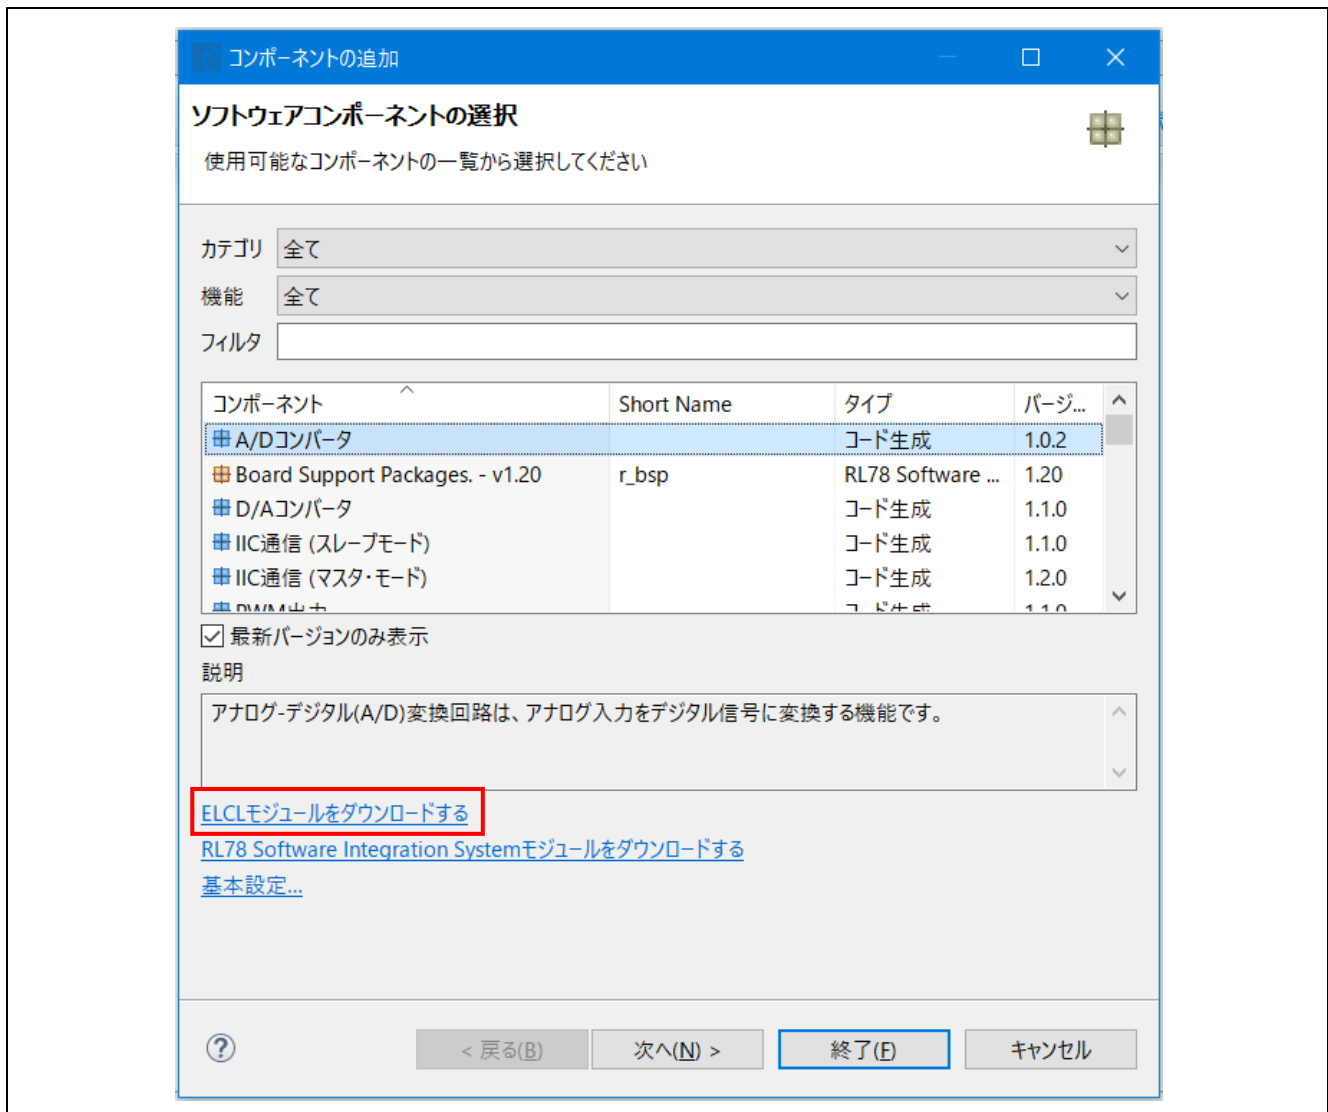 コンポーネントの追加
ソフトウェアコンポーネントの選択
使用可能なコンポーネントの一覧から選択してください
カテゴリ 全て
機能 全て
フィルタ
コンポーネント Short Name タイプ バージ...
A/Dコンバータ コード生成 1.0.2
Board Support Packages. - v1.20 r_bsp RL78 Software ... 1.20
D/Aコンバータ コード生成 1.1.0
IIC通信 (スレーブモード) コード生成 1.1.0
IIC通信 (マスタ・モード) コード生成 1.2.0
PWM出力 コード生成 1.1.0
最新バージョンのみ表示
説明
アナログ-デジタル(A/D)変換回路は、アナログ入力をデジタル信号に変換する機能です。
ELCLモジュールをダウンロードする
RL78 Software Integration Systemモジュールをダウンロードする
基本設定...
< 戻る(B) 次へ(N) > 終了(F) キャンセル